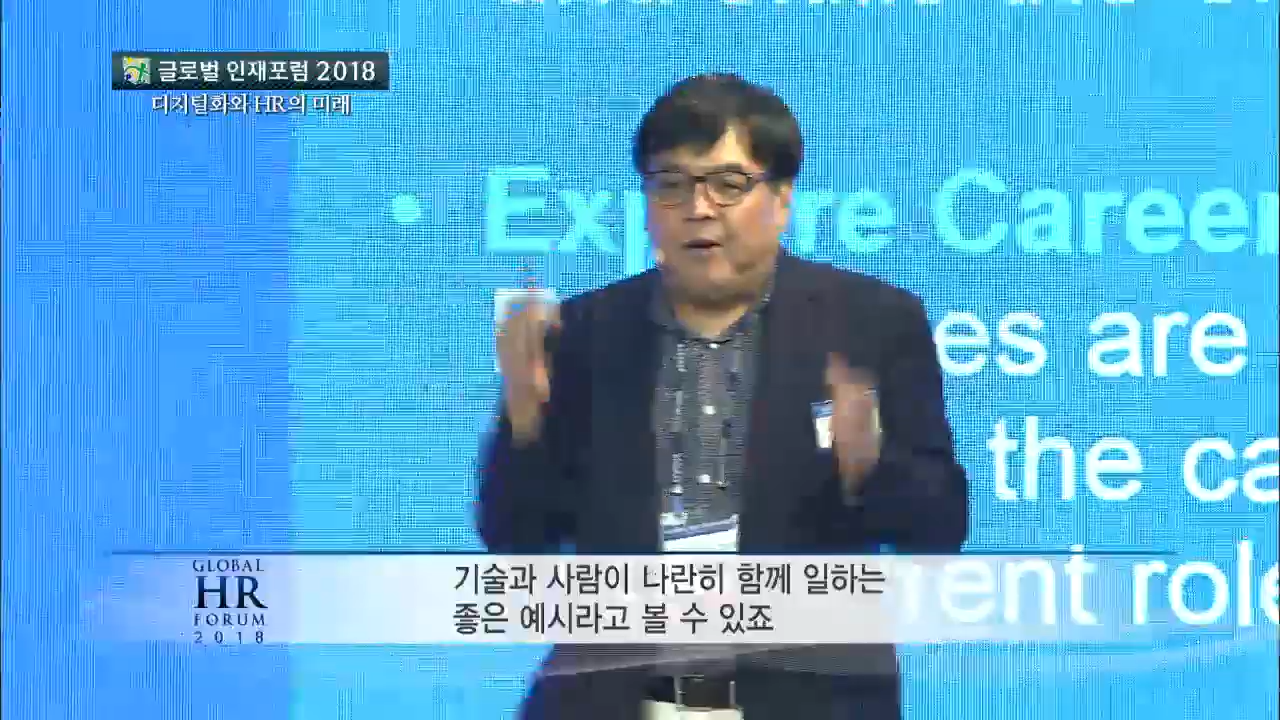 글로벌 인재포럼 2018
디지털화와 HR의 미래
• Explore Career
es are
the ca
ent role
GLOBAL
HR
FORUM
2018
기술과 사람이 나란히 함께 일하는
좋은 예시라고 볼 수 있죠